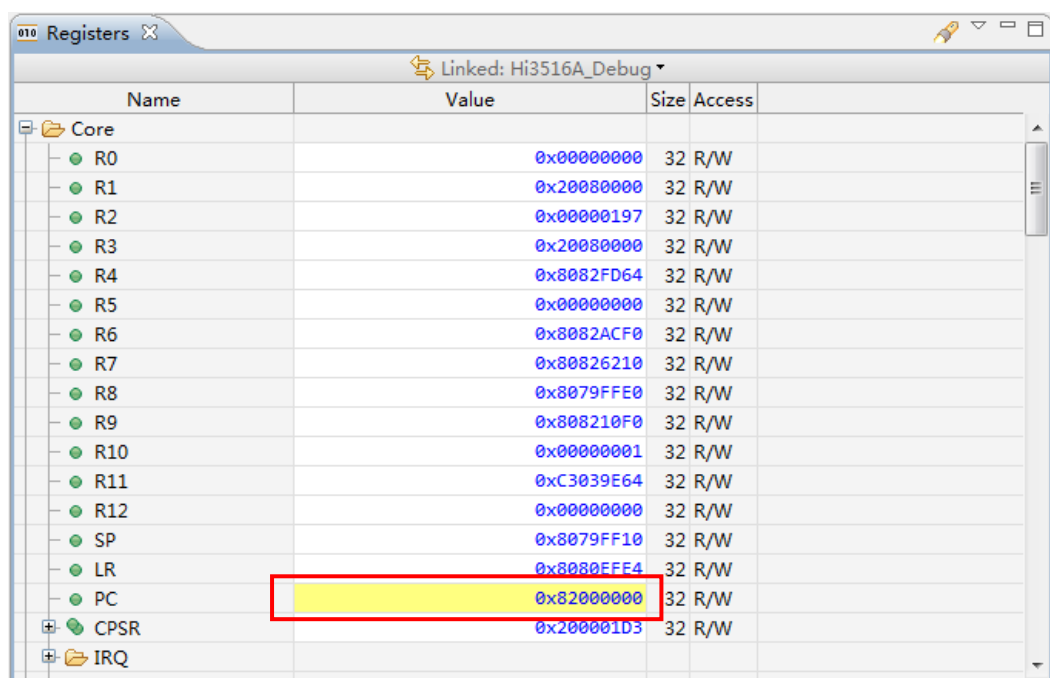 010 Registers
Linked: Hi3516A_Debug
Name Value Size Access
Core
R0 0x00000000 32 R/W
R1 0x20080000 32 R/W
R2 0x00000197 32 R/W
R3 0x20080000 32 R/W
R4 0x8082FD64 32 R/W
R5 0x00000000 32 R/W
R6 0x8082ACF0 32 R/W
R7 0x80826210 32 R/W
R8 0x8079FFE0 32 R/W
R9 0x808210F0 32 R/W
R10 0x00000001 32 R/W
R11 0xC3039E64 32 R/W
R12 0x00000000 32 R/W
SP 0x8079FF10 32 R/W
LR 0x8080EFE4 32 R/W
PC 0x82000000 32 R/W
CPSR 0x200001D3 32 R/W
IRQ